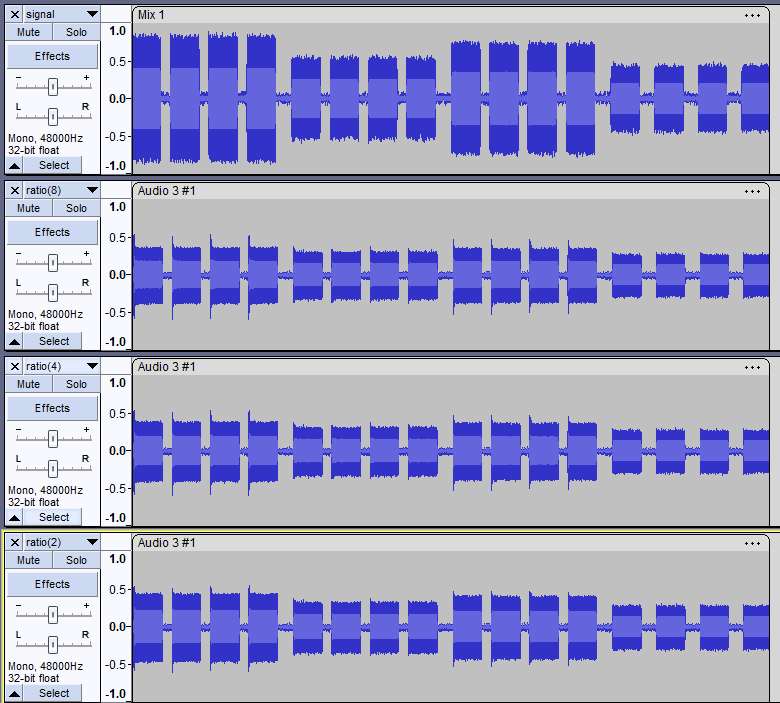 signal Mix 1
Mute Solo
Effects
- +
L R
Mono, 48000Hz
32-bit float
Select
1.0
0.5
0.0
-0.5
-1.0
ratio(8) Audio 3 #1
Mute Solo
Effects
- +
L R
Mono, 48000Hz
32-bit float
Select
1.0
0.5
0.0
-0.5
-1.0
ratio(4) Audio 3 #1
Mute Solo
Effects
- +
L R
Mono, 48000Hz
32-bit float
Select
1.0
0.5
0.0
-0.5
-1.0
ratio(2) Audio 3 #1
Mute Solo
Effects
- +
L R
Mono, 48000Hz
32-bit float
Select
1.0
0.5
0.0
-0.5
-1.0